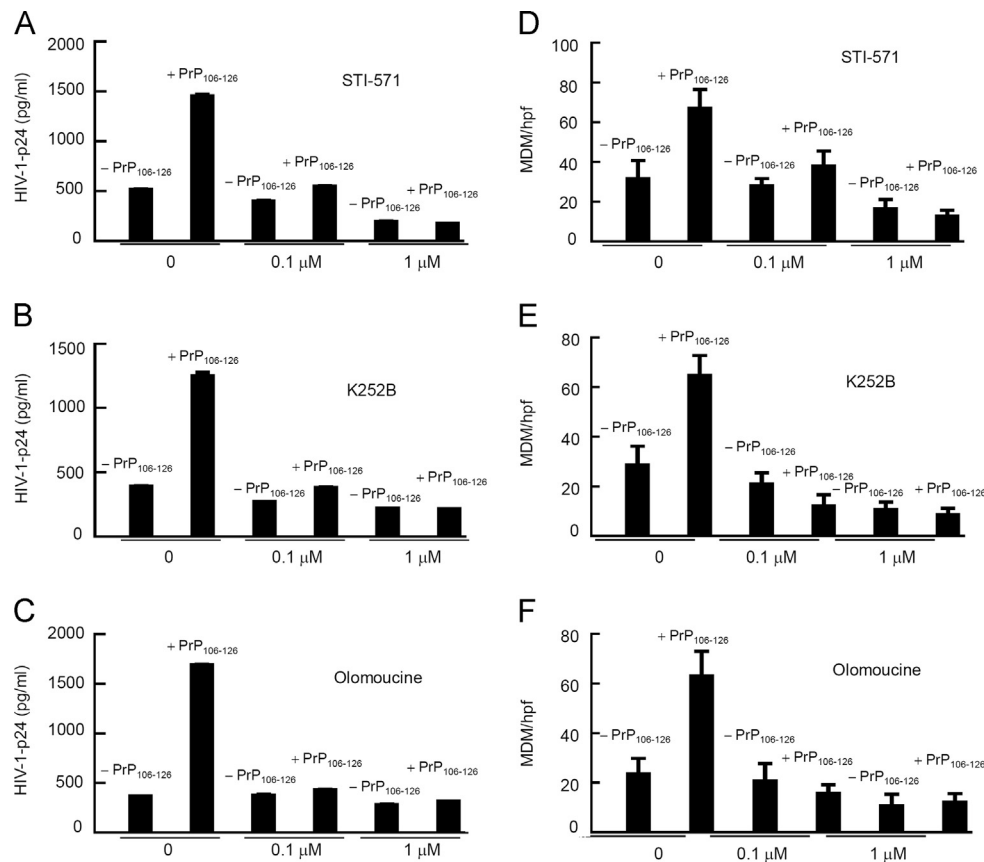 A
HIV-1-p24 (pg/ml)
2000
1500
1000
500
0
STI-571
− PrP106-126
+ PrP106-126
− PrP106-126
+ PrP106-126
− PrP106-126
+ PrP106-126
0
0.1 μM
1 μM
B
HIV-1-p24 (pg/ml)
1500
1000
500
0
K252B
− PrP106-126
+ PrP106-126
− PrP106-126
+ PrP106-126
− PrP106-126
+ PrP106-126
0
0.1 μM
1 μM
C
HIV-1-p24 (pg/ml)
2000
1500
1000
500
0
Olomoucine
− PrP106-126
+ PrP106-126
− PrP106-126
+ PrP106-126
− PrP106-126
+ PrP106-126
0
0.1 μM
1 μM
D
MDM/hpf
100
80
60
40
20
0
STI-571
− PrP106-126
+ PrP106-126
− PrP106-126
+ PrP106-126
− PrP106-126
+ PrP106-126
0
0.1 μM
1 μM
E
MDM/hpf
80
60
40
20
0
K252B
− PrP106-126
+ PrP106-126
− PrP106-126
+ PrP106-126
− PrP106-126
+ PrP106-126
0
0.1 μM
1 μM
F
MDM/hpf
80
60
40
20
0
Olomoucine
− PrP106-126
+ PrP106-126
− PrP106-126
+ PrP106-126
− PrP106-126
+ PrP106-126
0
0.1 μM
1 μM